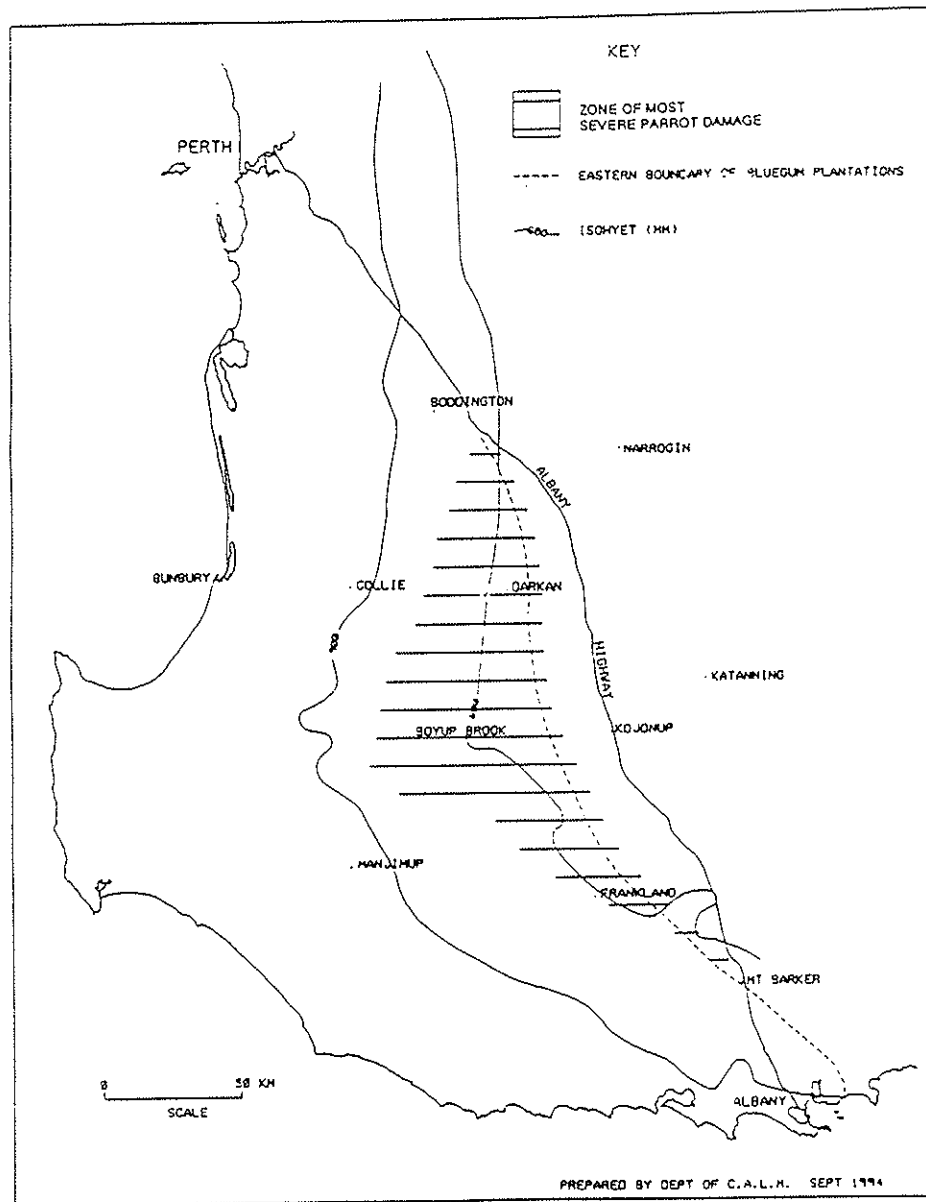 KEY
ZONE OF MOST
SEVERE PARROT DAMAGE
EASTERN BOUNDARY OF BLUEGUM PLANTATIONS
ISOHYET (MM)
PERTH
BODDINGTON
NARROGIN
ALBANY
BUNBURY
COLLIE
DARKAN
900
HIGHWAY
KATANNING
BOYUP BROOK
KOJONUP
MANJIMUP
FRANKLAND
MT BARKER
0 50 KM
SCALE
ALBANY
PREPARED BY DEPT OF C.A.L.M. SEPT 1994